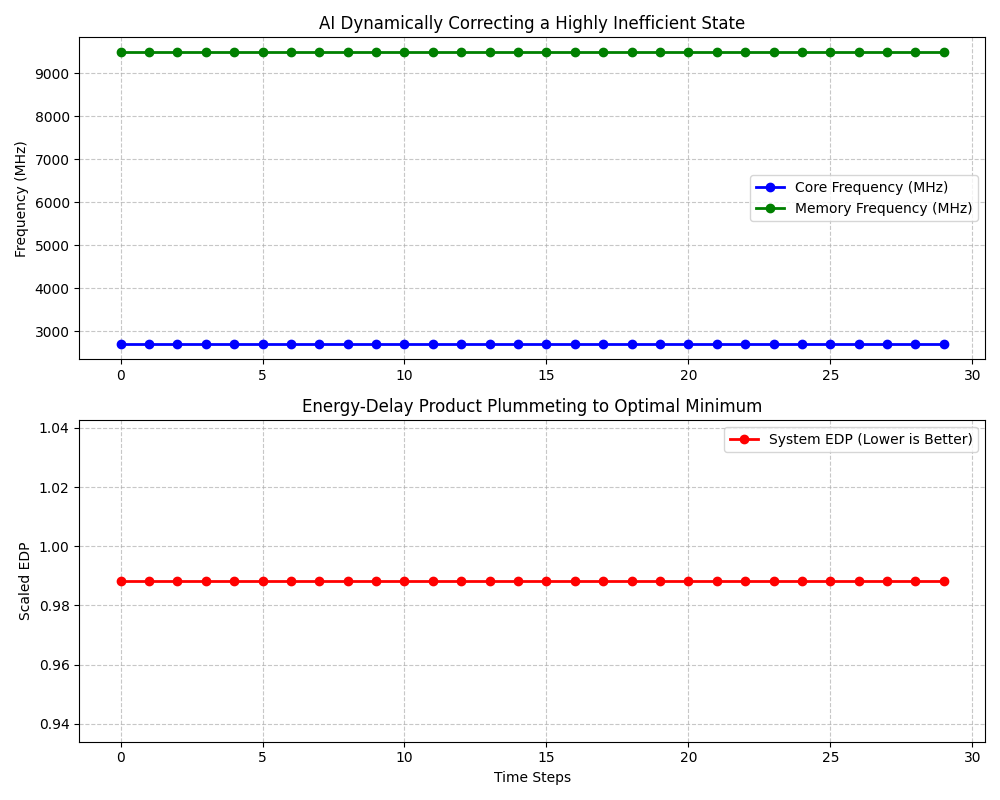 AI Dynamically Correcting a Highly Inefficient State
Frequency (MHz)
9000
8000
7000
6000
5000
4000
3000
Core Frequency (MHz)
Memory Frequency (MHz)
0 5 10 15 20 25 30
Energy-Delay Product Plummeting to Optimal Minimum
Scaled EDP
1.04
1.02
1.00
0.98
0.96
0.94
System EDP (Lower is Better)
0 5 10 15 20 25 30
Time Steps